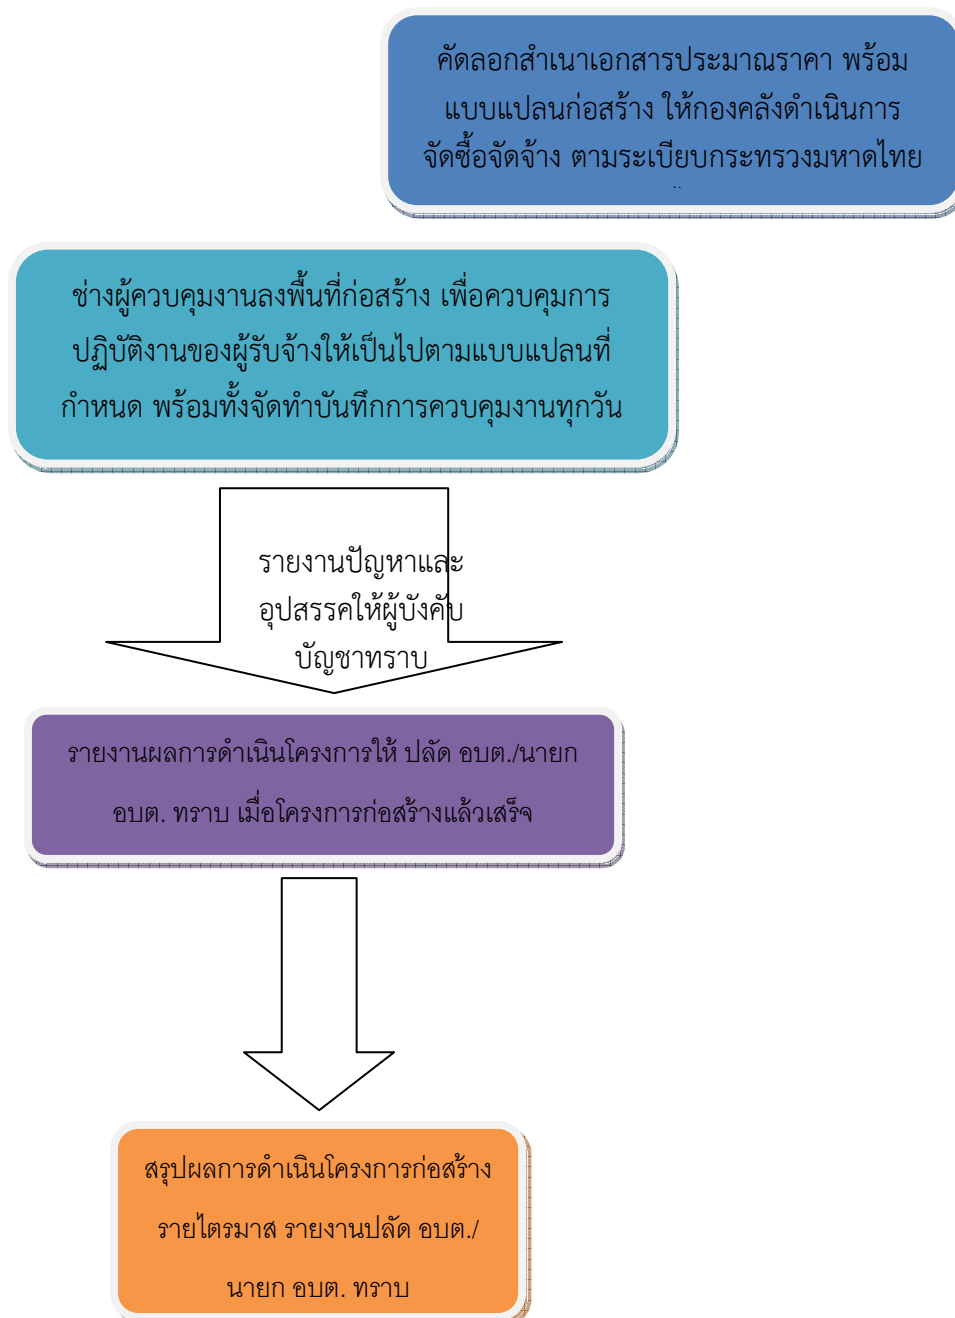 คัดลอกสำเนาเอกสารประมาณราคา พร้อม
แบบแปลนก่อสร้าง ให้กองคลังดำเนินการ
จัดซื้อจัดจ้าง ตามระเบียบกระทรวงมหาดไทย
ช่างผู้ควบคุมงานลงพื้นที่ก่อสร้าง เพื่อควบคุมการ
ปฏิบัติงานของผู้รับจ้างให้เป็นไปตามแบบแปลนที่
กำหนด พร้อมทั้งจัดทำบันทึกการควบคุมงานทุกวัน
รายงานปัญหาและ
อุปสรรคให้ผู้บังคับ
บัญชาทราบ
รายงานผลการดำเนินโครงการให้ ปลัด อบต./นายก
อบต. ทราบ เมื่อโครงการก่อสร้างแล้วเสร็จ
สรุปผลการดำเนินโครงการก่อสร้าง
รายไตรมาส รายงานปลัด อบต./
นายก อบต. ทราบ